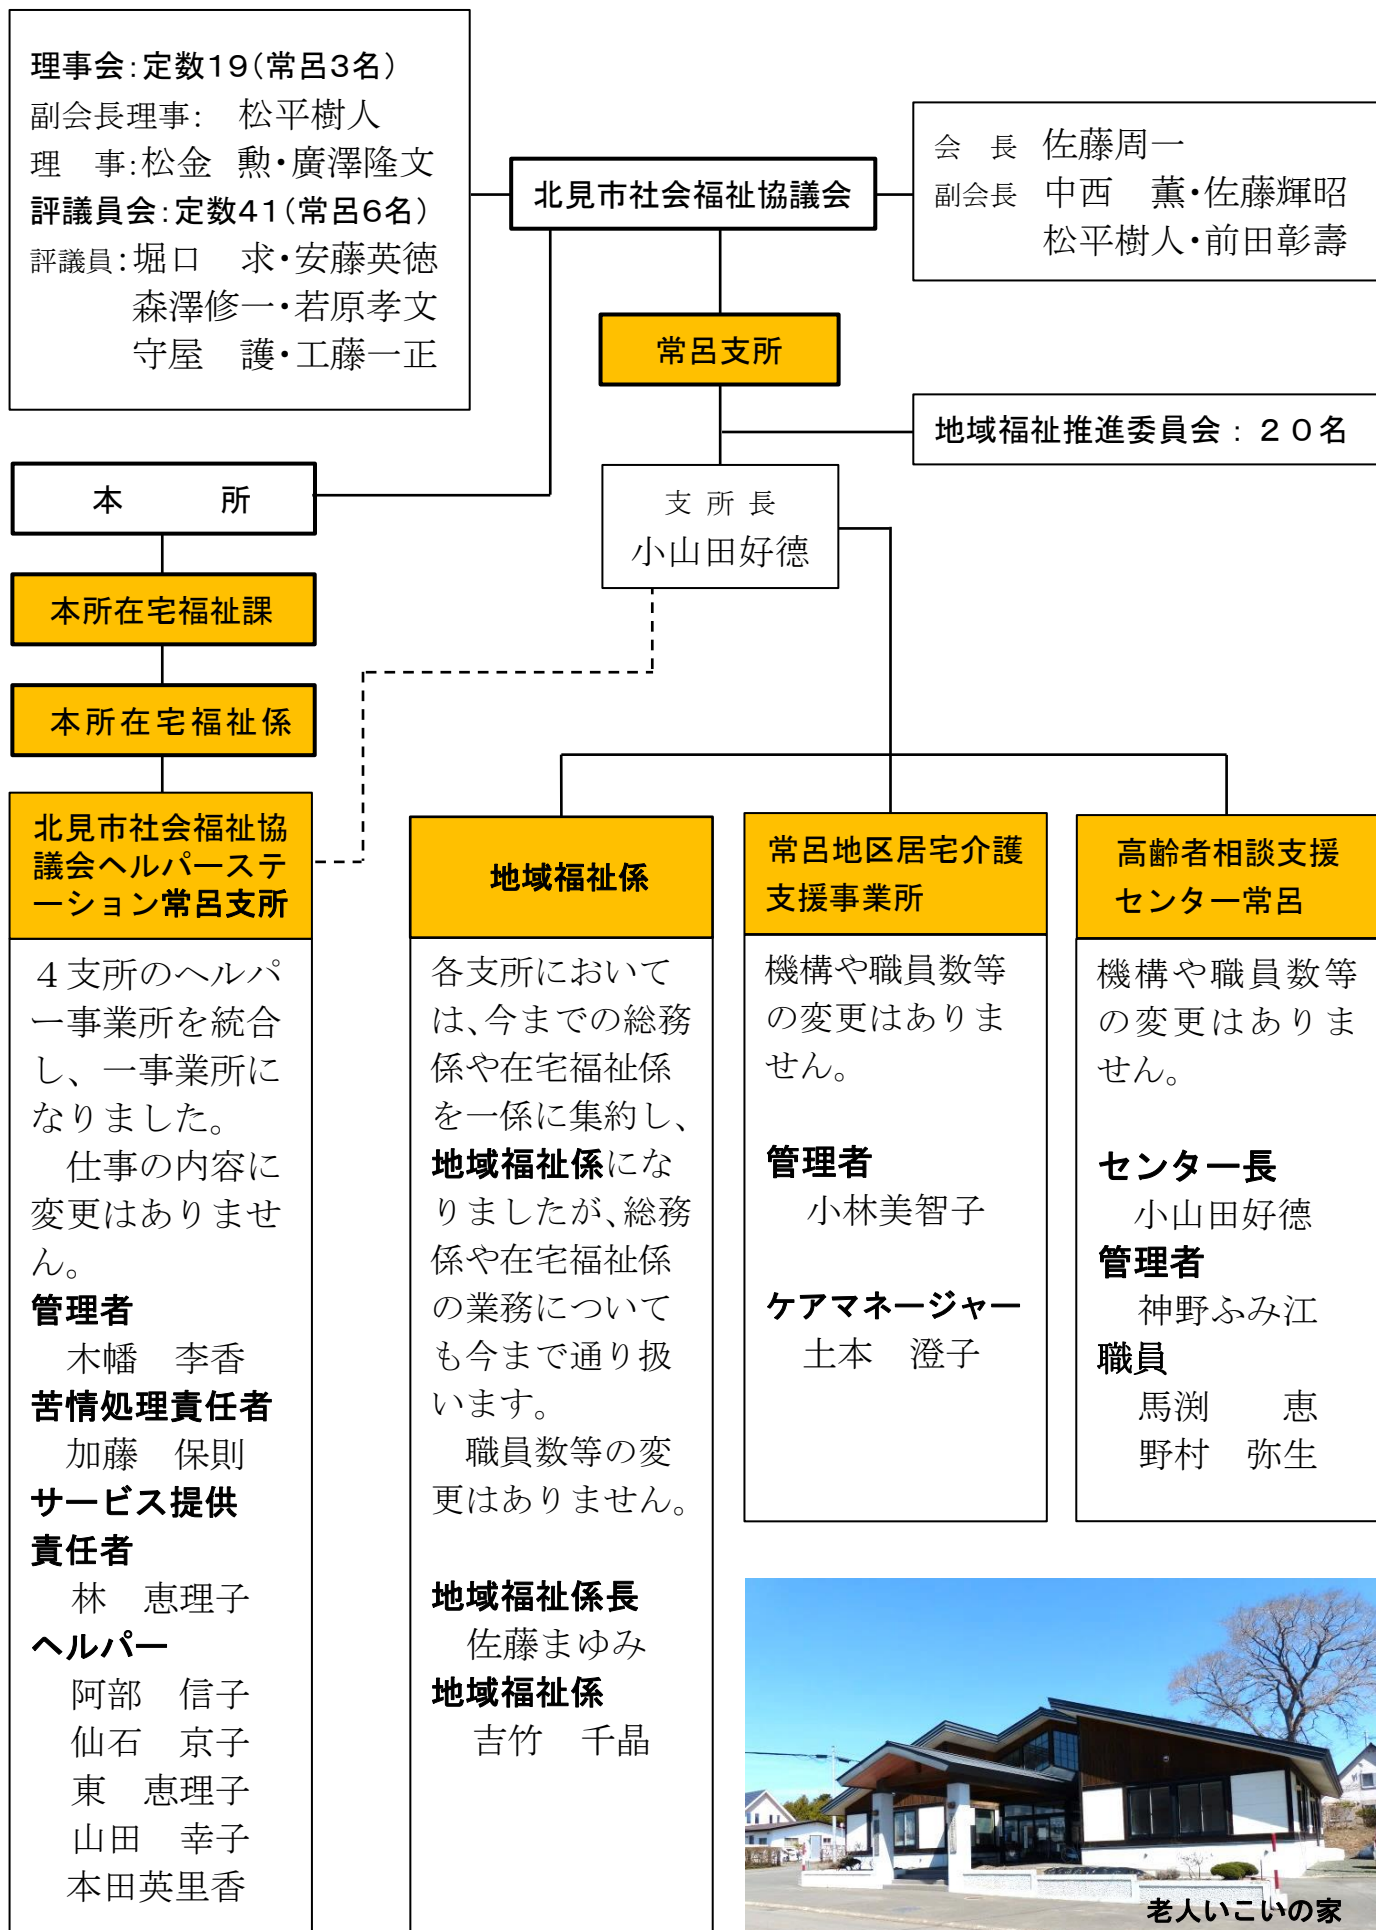 理事会：定数19（常呂3名）
副会長理事：　松平樹人
理　事：松金　勲・廣澤隆文
評議員会：定数41（常呂6名）
評議員：堀口　求・安藤英徳
森澤修一・若原孝文
守屋　護・工藤一正
北見市社会福祉協議会
会　長　佐藤周一
副会長　中西　薫・佐藤輝昭
松平樹人・前田彰壽
常呂支所
地域福祉推進委員会：２０名
本　　所
支所長
小山田好德
本所在宅福祉課
本所在宅福祉係
北見市社会福祉協
議会ヘルパーステ
ーション常呂支所
４支所のヘルパ
ー事業所を統合
し、一事業所に
なりました。
仕事の内容に
変更はありませ
ん。
管理者
木幡　李香
苦情処理責任者
加藤　保則
サービス提供
責任者
林　恵理子
ヘルパー
阿部　信子
仙石　京子
東　恵理子
山田　幸子
本田英里香
地域福祉係
各支所において
は、今までの総務
係や在宅福祉係
を一係に集約し、
地域福祉係にな
りましたが、総務
係や在宅福祉係
の業務について
も今まで通り扱
います。
職員数等の変
更はありません。
地域福祉係長
佐藤まゆみ
地域福祉係
吉竹　千晶
常呂地区居宅介護
支援事業所
機構や職員数等
の変更はありま
せん。
管理者
小林美智子
ケアマネージャー
土本　澄子
高齢者相談支援
センター常呂
機構や職員数等
の変更はありま
せん。
センター長
小山田好德
管理者
神野ふみ江
職員
馬渕　　恵
野村　弥生
老人いこいの家